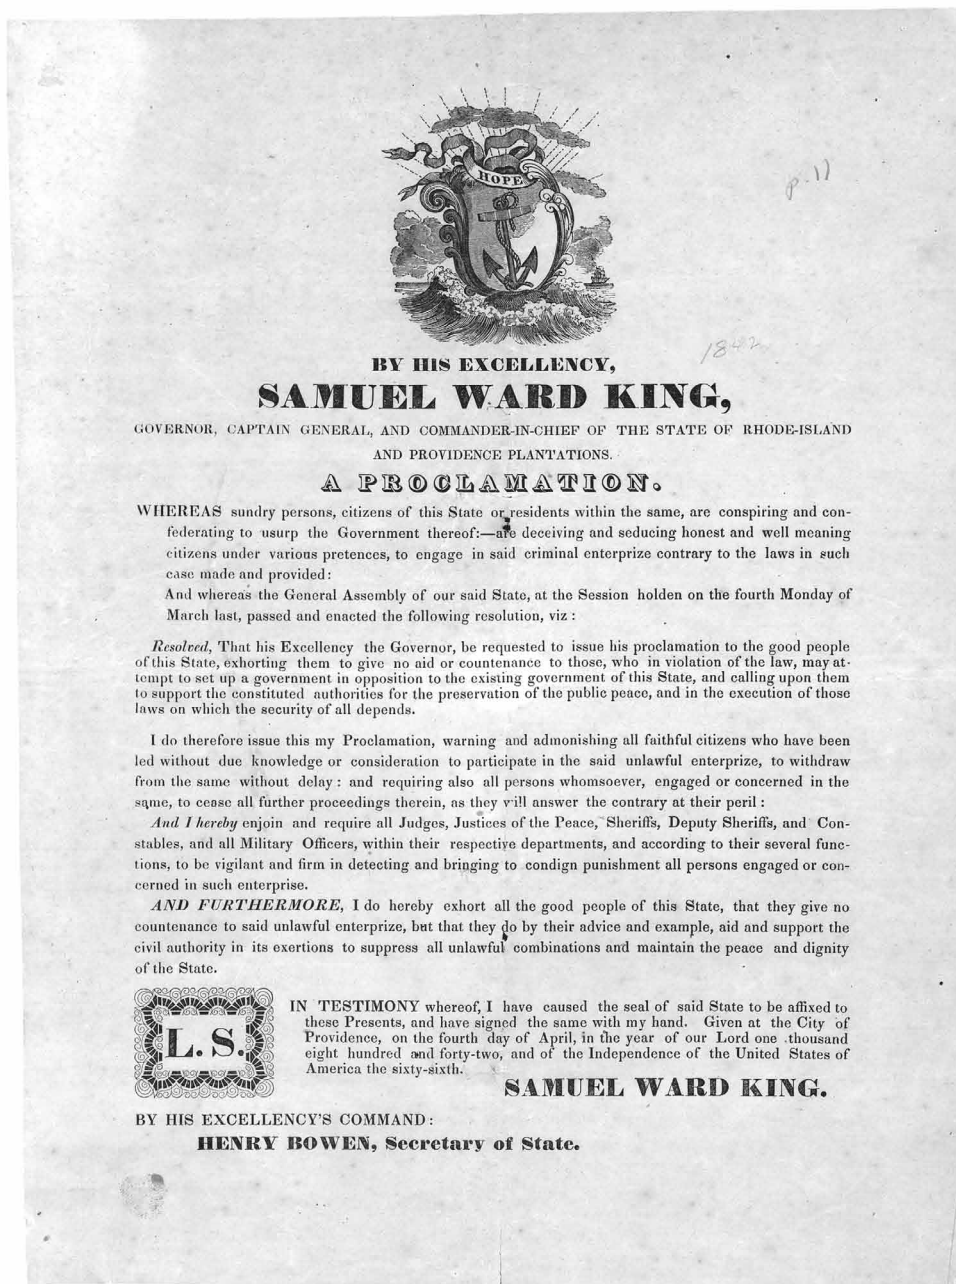 HOPE
p. 11
1842
BY HIS EXCELLENCY,
SAMUEL WARD KING,
GOVERNOR, CAPTAIN GENERAL, AND COMMANDER-IN-CHIEF OF THE STATE OF RHODE-ISLAND
AND PROVIDENCE PLANTATIONS.
A PROCLAMATION.
WHEREAS sundry persons, citizens of this State or residents within the same, are conspiring and con-
federating to usurp the Government thereof:—are deceiving and seducing honest and well meaning
citizens under various pretences, to engage in said criminal enterprize contrary to the laws in such
case made and provided:
And whereas the General Assembly of our said State, at the Session holden on the fourth Monday of
March last, passed and enacted the following resolution, viz :
Resolved, That his Excellency the Governor, be requested to issue his proclamation to the good people
of this State, exhorting them to give no aid or countenance to those, who in violation of the law, may at-
tempt to set up a government in opposition to the existing government of this State, and calling upon them
to support the constituted authorities for the preservation of the public peace, and in the execution of those
laws on which the security of all depends.
I do therefore issue this my Proclamation, warning and admonishing all faithful citizens who have been
led without due knowledge or consideration to participate in the said unlawful enterprize, to withdraw
from the same without delay : and requiring also all persons whomsoever, engaged or concerned in the
same, to cease all further proceedings therein, as they will answer the contrary at their peril :
And I hereby enjoin and require all Judges, Justices of the Peace, Sheriffs, Deputy Sheriffs, and Con-
stables, and all Military Officers, within their respective departments, and according to their several func-
tions, to be vigilant and firm in detecting and bringing to condign punishment all persons engaged or con-
cerned in such enterprise.
AND FURTHERMORE, I do hereby exhort all the good people of this State, that they give no
countenance to said unlawful enterprize, but that they do by their advice and example, aid and support the
civil authority in its exertions to suppress all unlawful combinations and maintain the peace and dignity
of the State.
L. S.
IN TESTIMONY whereof, I have caused the seal of said State to be affixed to
these Presents, and have signed the same with my hand. Given at the City of
Providence, on the fourth day of April, in the year of our Lord one thousand
eight hundred and forty-two, and of the Independence of the United States of
America the sixty-sixth.
SAMUEL WARD KING.
BY HIS EXCELLENCY'S COMMAND:
HENRY BOWEN, Secretary of State.